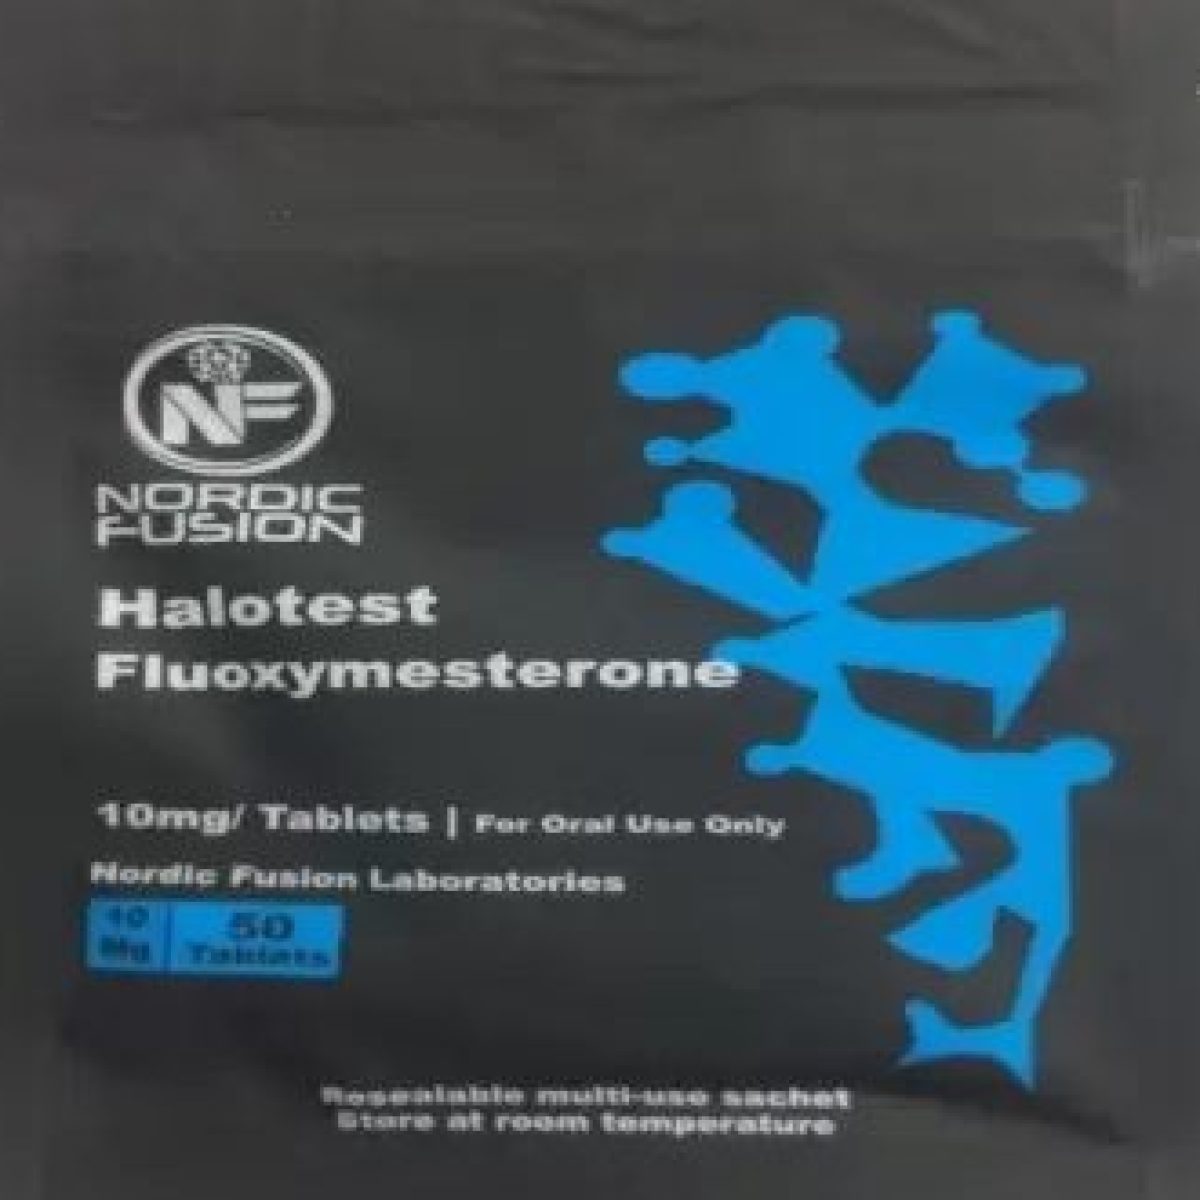 NF
NORDIC
FUSION
Halotest
Fluoxymesterone
10mg/ Tablets | For Oral Use Only
Nordic Fusion Laboratories
10 Mg
50 Tablets
Resealable multi-use sachet
Store at room temperature